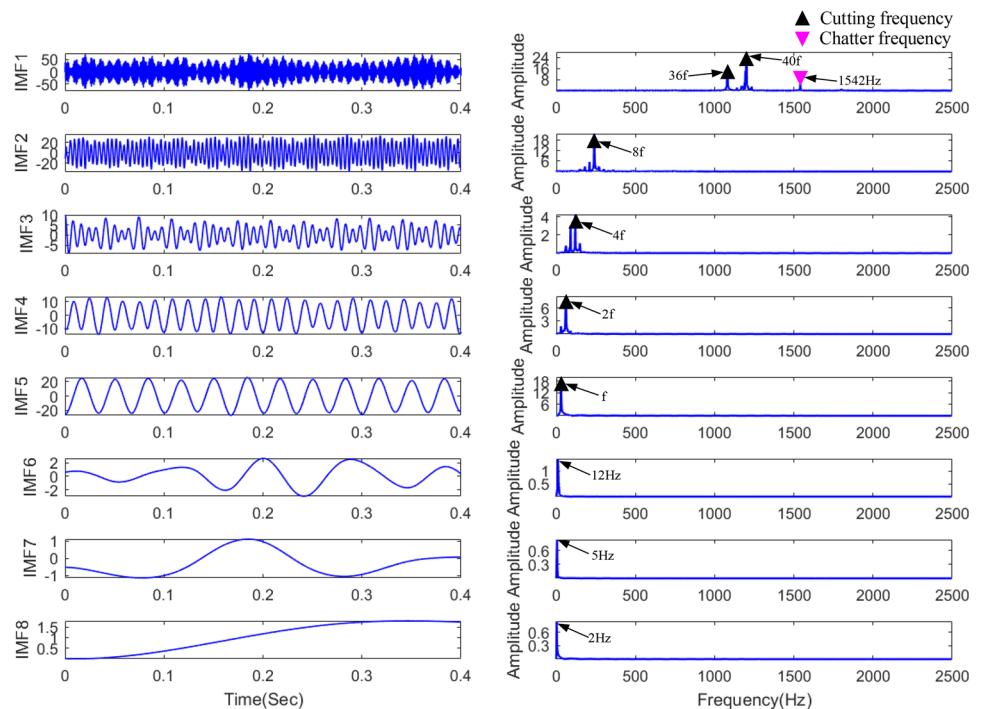 Cutting frequency
Chatter frequency
IMF1
50
0
-50
0 0.1 0.2 0.3 0.4
Amplitude
24
16
8
36f
40f
1542Hz
0 500 1000 1500 2000 2500
IMF2
20
0
-20
0 0.1 0.2 0.3 0.4
Amplitude
18
12
6
8f
0 500 1000 1500 2000 2500
IMF3
10
5
-5
0 0.1 0.2 0.3 0.4
Amplitude
4
2
4f
0 500 1000 1500 2000 2500
IMF4
10
0
-10
0 0.1 0.2 0.3 0.4
Amplitude
6
3
2f
0 500 1000 1500 2000 2500
IMF5
20
0
-20
0 0.1 0.2 0.3 0.4
Amplitude
18
12
6
f
0 500 1000 1500 2000 2500
IMF6
2
0
-2
0 0.1 0.2 0.3 0.4
Amplitude
1
0.5
12Hz
0 500 1000 1500 2000 2500
IMF7
1
0
-1
0 0.1 0.2 0.3 0.4
Amplitude
0.6
0.3
5Hz
0 500 1000 1500 2000 2500
IMF8
1.5
1
0
0 0.1 0.2 0.3 0.4
Time(Sec)
Amplitude
0.6
0.3
2Hz
0 500 1000 1500 2000 2500
Frequency(Hz)